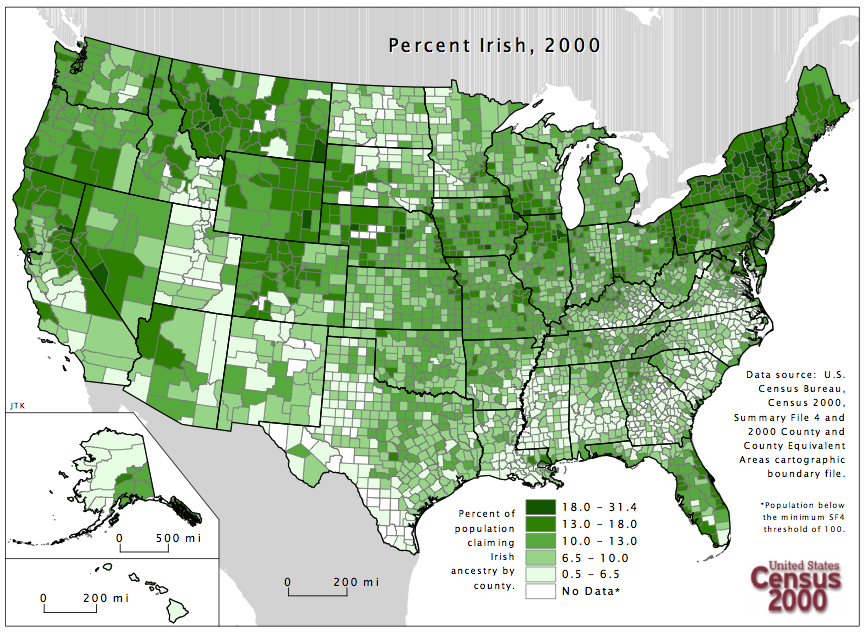 Percent Irish, 2000
Data source: U.S.
Census Bureau,
Census 2000,
Summary File 4 and
2000 County and
County Equivalent
Areas cartographic
boundary file.
*Population below
the minimum SF4
threshold of 100.
JTK
0 500 mi
0 200 mi
0 200 mi
Percent of
population
claiming
Irish
ancestry by
county.
18.0 - 31.4
13.0 - 18.0
10.0 - 13.0
6.5 - 10.0
0.5 - 6.5
No Data*
United States
Census
2000